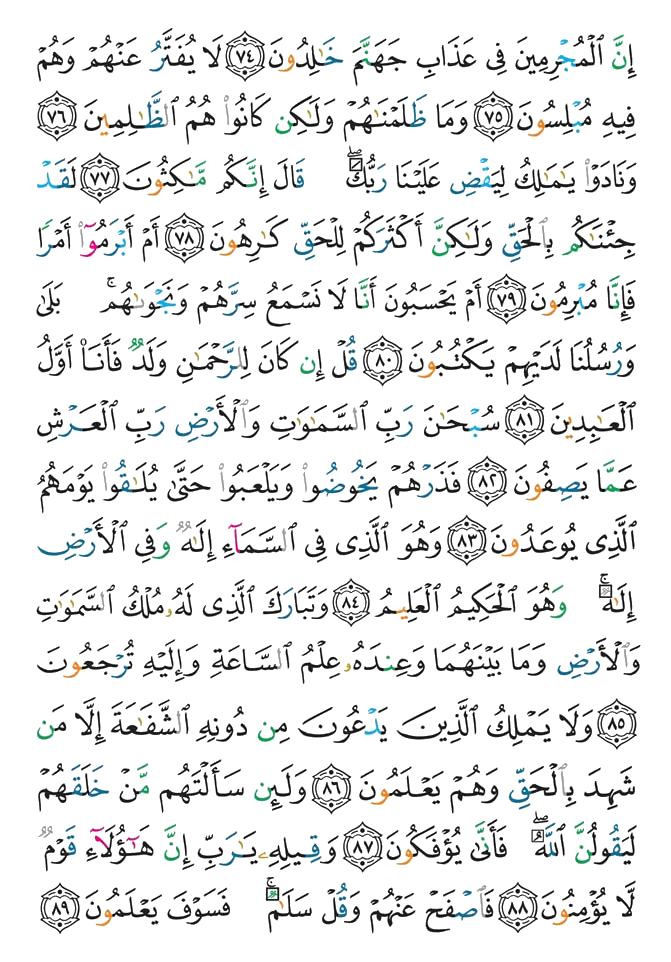 إِنَّ ٱلْمُجْرِمِينَ فِى عَذَابِ جَهَنَّمَ خَـٰلِدُونَ ٧٤ لَا يُفَتَّرُ عَنْهُمْ وَهُمْ
فِيهِ مُبْلِسُونَ ٧٥ وَمَا ظَلَمْنَـٰهُمْ وَلَـٰكِن كَانُوا۟ هُمُ ٱلظَّـٰلِمِينَ ٧٦
وَنَادَوْا۟ يَـٰمَـٰلِكُ لِيَقْضِ عَلَيْنَا رَبُّكَ ۖ قَالَ إِنَّكُم مَّـٰكِثُونَ ٧٧ لَقَدْ
جِئْنَـٰكُم بِٱلْحَقِّ وَلَـٰكِنَّ أَكْثَرَكُمْ لِلْحَقِّ كَـٰرِهُونَ ٧٨ أَمْ أَبْرَمُوٓا۟ أَمْرًا
فَإِنَّا مُبْرِمُونَ ٧٩ أَمْ يَحْسَبُونَ أَنَّا لَا نَسْمَعُ سِرَّهُمْ وَنَجْوَىٰهُم ۚ بَلَىٰ
وَرُسُلُنَا لَدَيْهِمْ يَكْتُبُونَ ٨٠ قُلْ إِن كَانَ لِلرَّحْمَـٰنِ وَلَدٌ فَأَنَا۠ أَوَّلُ
ٱلْعَـٰبِدِينَ ٨١ سُبْحَـٰنَ رَبِّ ٱلسَّمَـٰوَٰتِ وَٱلْأَرْضِ رَبِّ ٱلْعَرْشِ
عَمَّا يَصِفُونَ ٨٢ فَذَرْهُمْ يَخُوضُوا۟ وَيَلْعَبُوا۟ حَتَّىٰ يُلَـٰقُوا۟ يَوْمَهُمُ
ٱلَّذِى يُوعَدُونَ ٨٣ وَهُوَ ٱلَّذِى فِى ٱلسَّمَآءِ إِلَـٰهٌ وَفِى ٱلْأَرْضِ
إِلَـٰهٌ ۚ وَهُوَ ٱلْحَكِيمُ ٱلْعَلِيمُ ٨٤ وَتَبَارَكَ ٱلَّذِى لَهُۥ مُلْكُ ٱلسَّمَـٰوَٰتِ
وَٱلْأَرْضِ وَمَا بَيْنَهُمَا وَعِندَهُۥ عِلْمُ ٱلسَّاعَةِ وَإِلَيْهِ تُرْجَعُونَ
٨٥ وَلَا يَمْلِكُ ٱلَّذِينَ يَدْعُونَ مِن دُونِهِ ٱلشَّفَـٰعَةَ إِلَّا مَن
شَهِدَ بِٱلْحَقِّ وَهُمْ يَعْلَمُونَ ٨٦ وَلَئِن سَأَلْتَهُم مَّنْ خَلَقَهُمْ
لَيَقُولُنَّ ٱللَّهُ ۖ فَأَنَّىٰ يُؤْفَكُونَ ٨٧ وَقِيلِهِۦ يَـٰرَبِّ إِنَّ هَـٰٓؤُلَآءِ قَوْمٌ
لَّا يُؤْمِنُونَ ٨٨ فَٱصْفَحْ عَنْهُمْ وَقُلْ سَلَـٰمٌ ۚ فَسَوْفَ يَعْلَمُونَ ٨٩